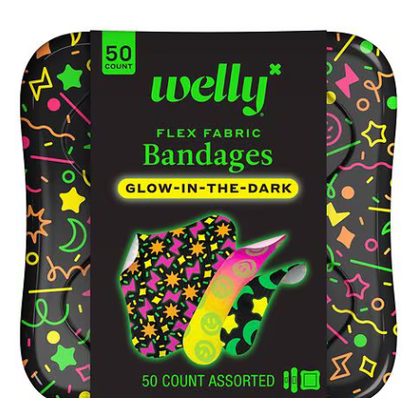 50
COUNT
welly
FLEX FABRIC
Bandages
GLOW-IN-THE-DARK
50 COUNT ASSORTED